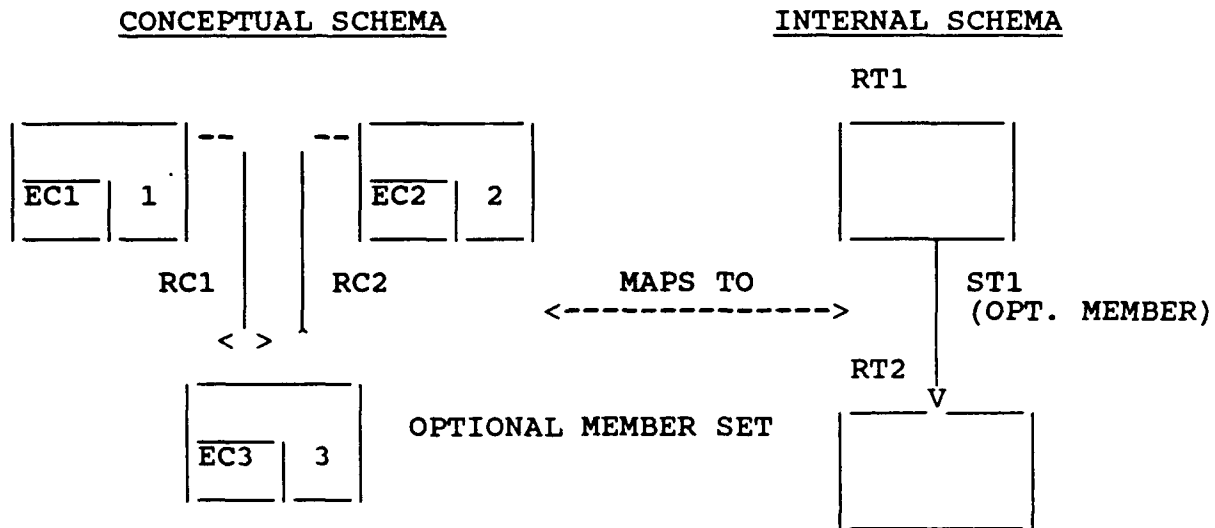 CONCEPTUAL SCHEMA
INTERNAL SCHEMA
RT1
EC1 1
EC2 2
RC1 RC2
MAPS TO
<-------------->
ST1
(OPT. MEMBER)
< >
RT2
V
OPTIONAL MEMBER SET
EC3 3